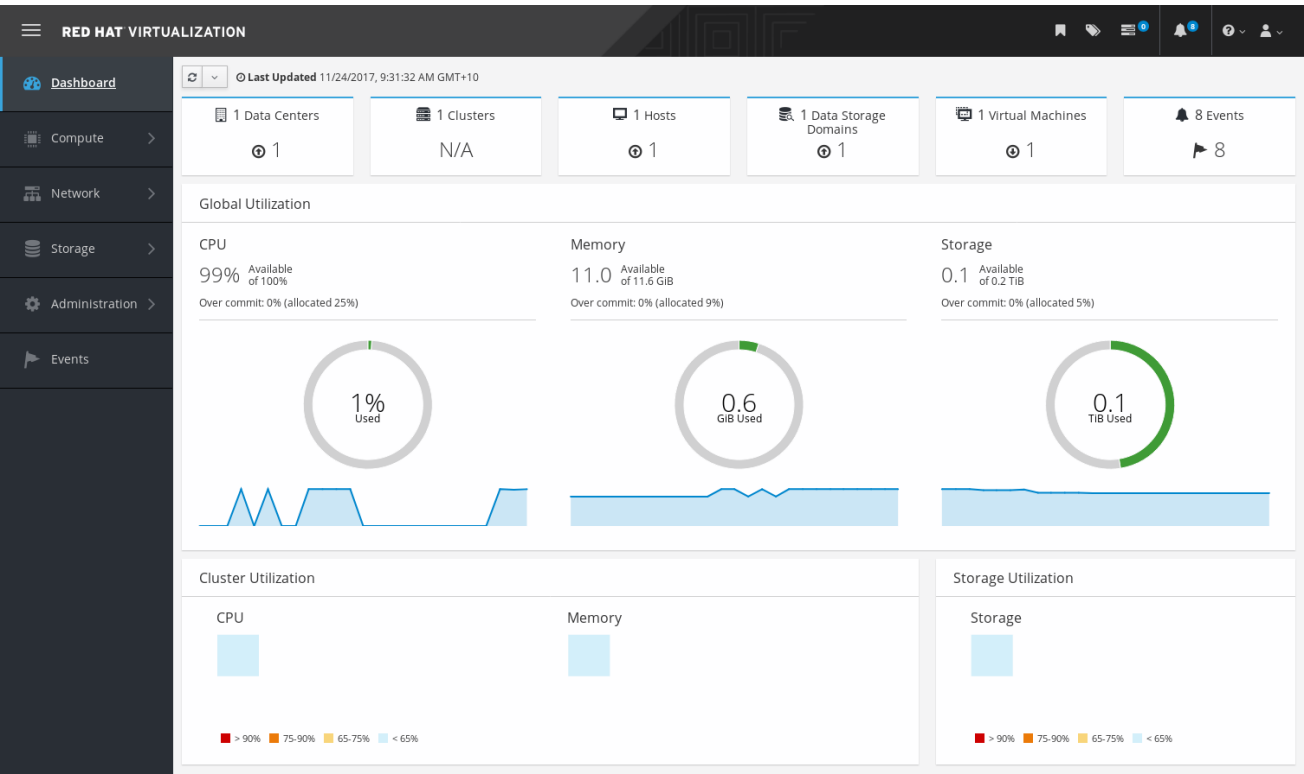 RED HAT VIRTUALIZATION
0
8
Dashboard
Compute
Network
Storage
Administration
Events
Last Updated 11/24/2017, 9:31:32 AM GMT+10
1 Data Centers
1
1 Clusters
N/A
1 Hosts
1
1 Data Storage
Domains
1
1 Virtual Machines
1
8 Events
8
Global Utilization
CPU
99% Available
of 100%
Over commit: 0% (allocated 25%)
1%
Used
Memory
11.0 Available
of 11.6 GiB
Over commit: 0% (allocated 9%)
0.6
GiB Used
Storage
0.1 Available
of 0.2 TiB
Over commit: 0% (allocated 5%)
0.1
TiB Used
Cluster Utilization
CPU
Memory
> 90% 75-90% 65-75% < 65%
Storage Utilization
Storage
> 90% 75-90% 65-75% < 65%